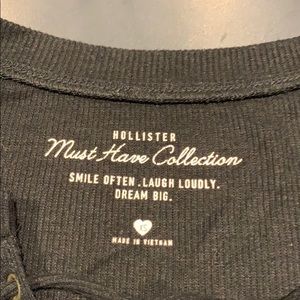 HOLLISTER
Must Have Collection
SMILE OFTEN.LAUGH LOUDLY.
DREAM BIG.
MADE IN VIETNAM